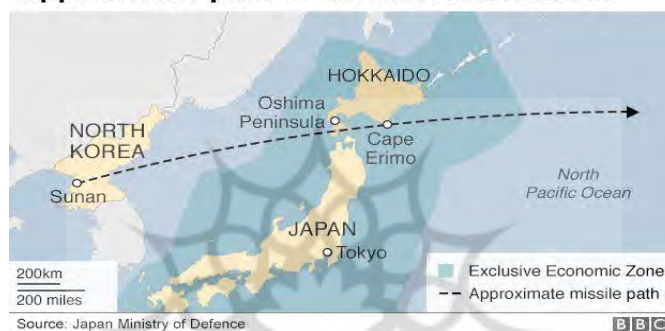 HOKKAIDO
Oshima
Peninsula
NORTH
KOREA
Cape
Erimo
Sunan
North
Pacific Ocean
JAPAN
Tokyo
200km
200 miles
Exclusive Economic Zone
Approximate missile path
Source: Japan Ministry of Defence
BBC